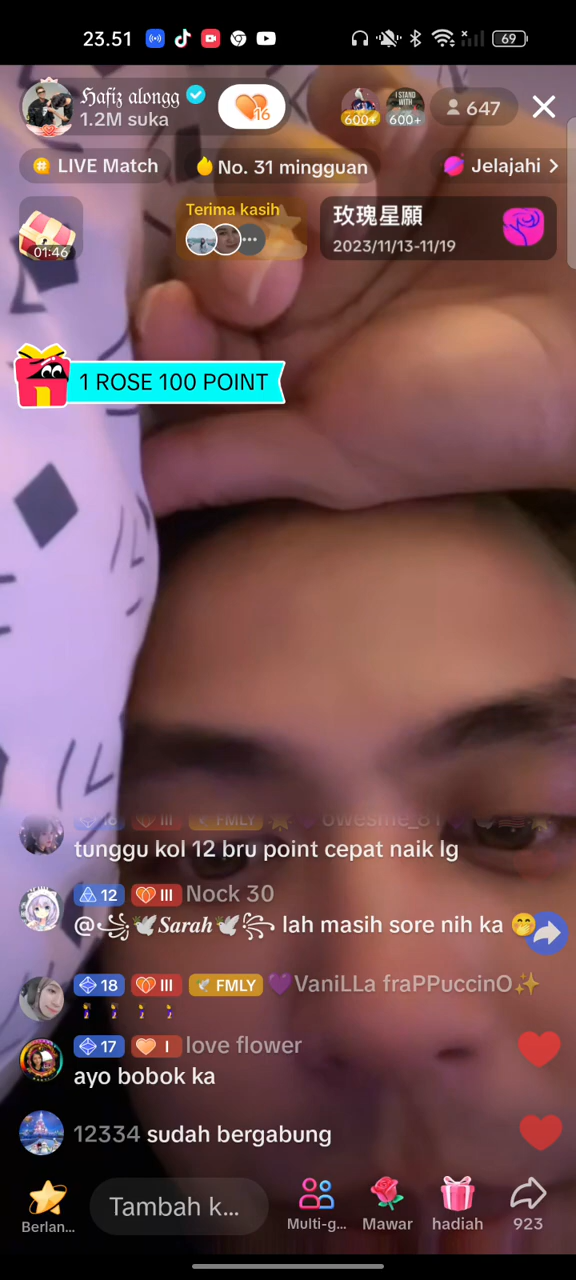 23.51
69
ℌ𝔞𝔣𝔦𝔷 𝔞𝔩𝔬𝔫𝔤𝔤
1.2M suka
16
600+
I STAND WITH
600+
647
LIVE Match
No. 31 mingguan
Jelajahi
01:46
Terima kasih
玫瑰星願
2023/11/13-11/19
1 ROSE 100 POINT
III FMLY
tunggu kol 12 bru point cepat naik lg
12 III Nock 30
@꧁🕊𝑺𝒂𝒓𝒂𝒉🕊꧂ lah masih sore nih ka 🤭
18 III FMLY 💜VaniLLa fraPPuccinO✨
17 I love flower
ayo bobok ka
12334 sudah bergabung
Berlan...
Tambah k...
Multi-g...
Mawar
hadiah
923